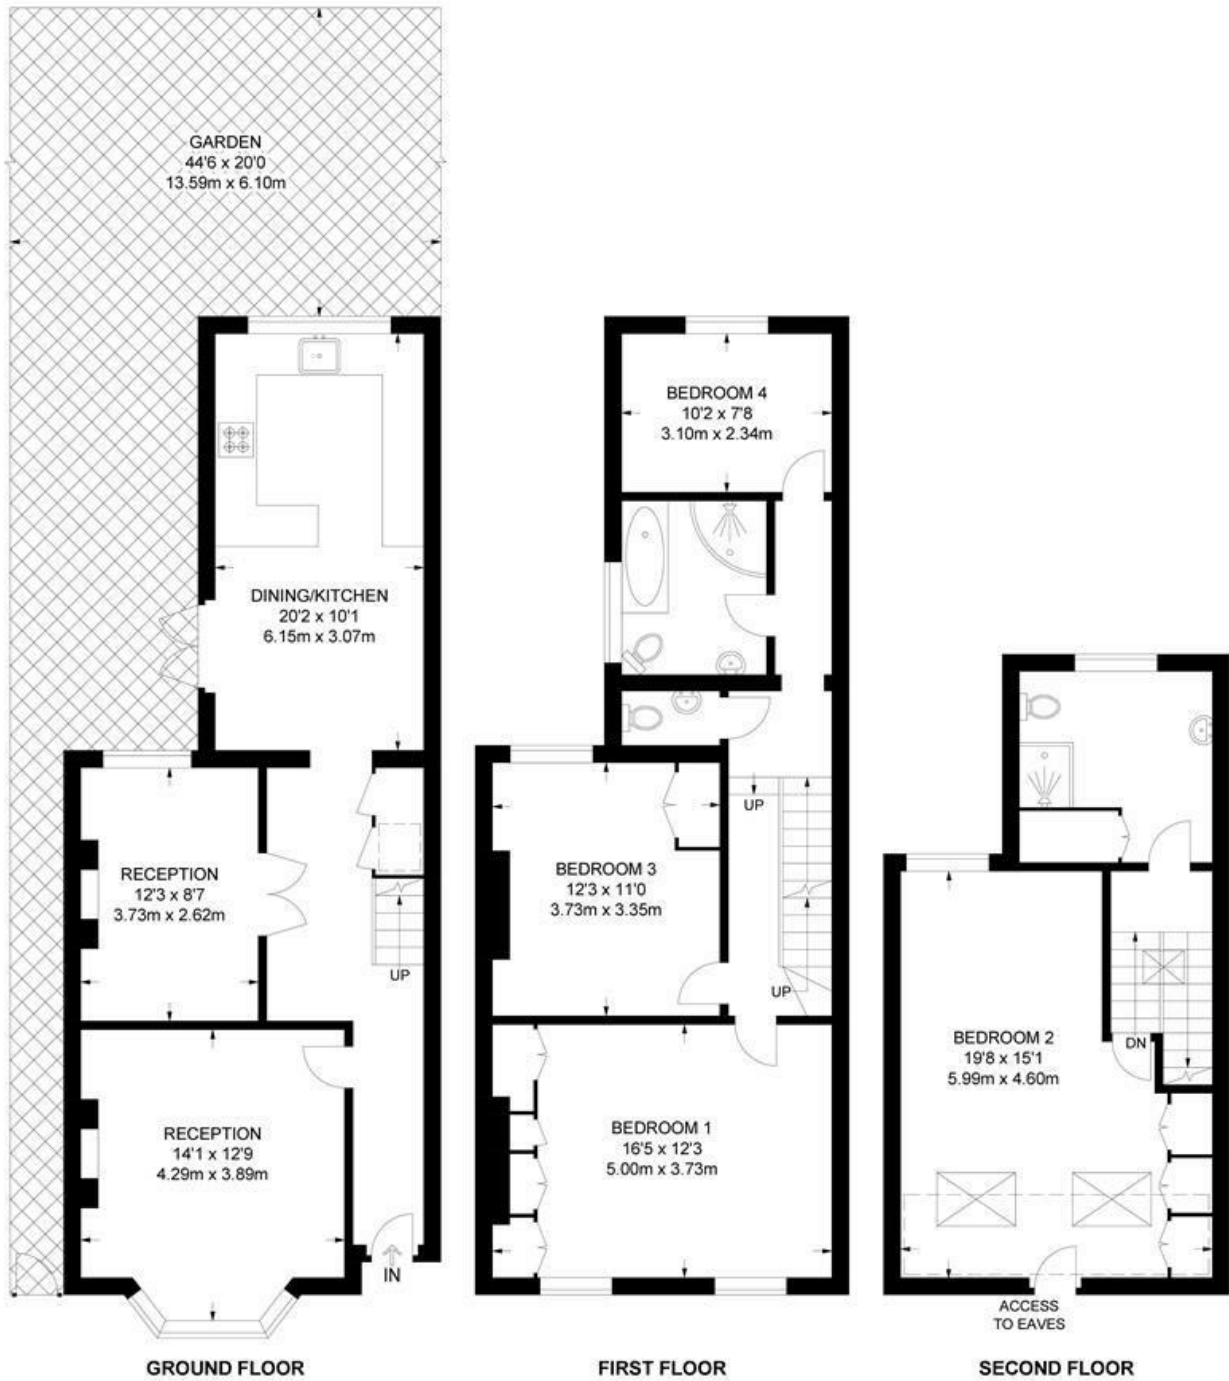 GARDEN
44'6 x 20'0
13.59m x 6.10m
DINING/KITCHEN
20'2 x 10'1
6.15m x 3.07m
RECEPTION
12'3 x 8'7
3.73m x 2.62m
UP
RECEPTION
14'1 x 12'9
4.29m x 3.89m
IN
GROUND FLOOR
BEDROOM 4
10'2 x 7'8
3.10m x 2.34m
UP
BEDROOM 3
12'3 x 11'0
3.73m x 3.35m
UP
BEDROOM 1
16'5 x 12'3
5.00m x 3.73m
FIRST FLOOR
DN
BEDROOM 2
19'8 x 15'1
5.99m x 4.60m
ACCESS
TO EAVES
SECOND FLOOR